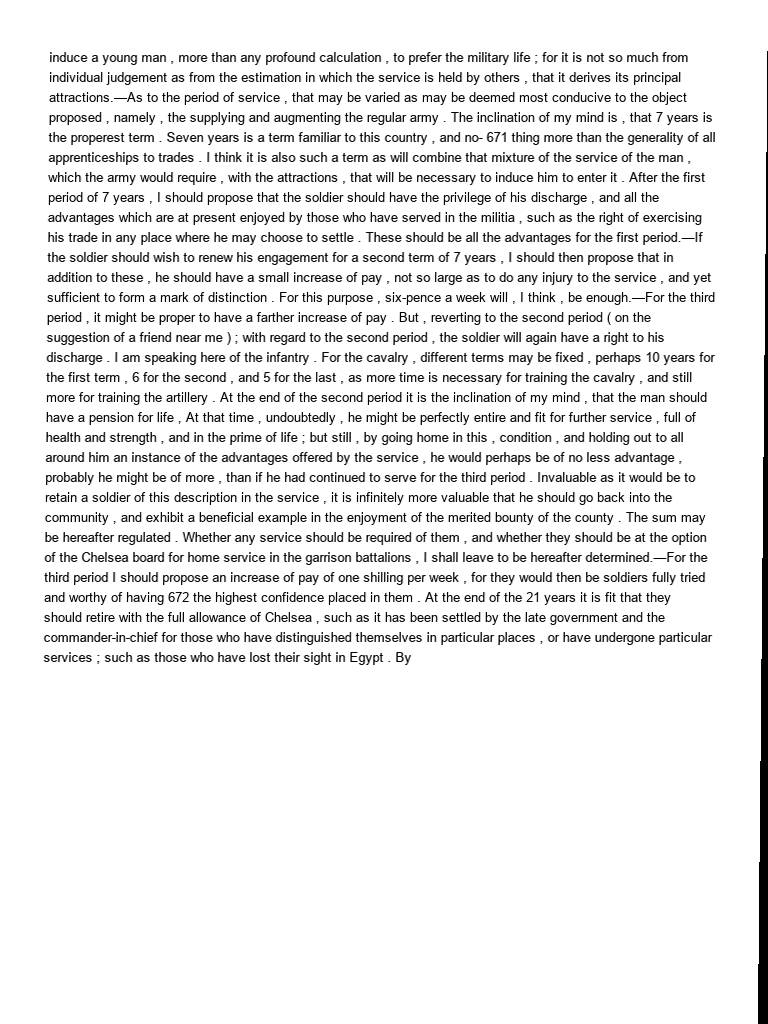 induce a young man , more than any profound calculation , to prefer the military life ; for it is not so much from
individual judgement as from the estimation in which the service is held by others , that it derives its principal
attractions.—As to the period of service , that may be varied as may be deemed most conducive to the object
proposed , namely , the supplying and augmenting the regular army . The inclination of my mind is , that 7 years is
the properest term . Seven years is a term familiar to this country , and no- 671 thing more than the generality of all
apprenticeships to trades . I think it is also such a term as will combine that mixture of the service of the man ,
which the army would require , with the attractions , that will be necessary to induce him to enter it . After the first
period of 7 years , I should propose that the soldier should have the privilege of his discharge , and all the
advantages which are at present enjoyed by those who have served in the militia , such as the right of exercising
his trade in any place where he may choose to settle . These should be all the advantages for the first period.—If
the soldier should wish to renew his engagement for a second term of 7 years , I should then propose that in
addition to these , he should have a small increase of pay , not so large as to do any injury to the service , and yet
sufficient to form a mark of distinction . For this purpose , six-pence a week will , I think , be enough.—For the third
period , it might be proper to have a farther increase of pay . But , reverting to the second period ( on the
suggestion of a friend near me ) ; with regard to the second period , the soldier will again have a right to his
discharge . I am speaking here of the infantry . For the cavalry , different terms may be fixed , perhaps 10 years for
the first term , 6 for the second , and 5 for the last , as more time is necessary for training the cavalry , and still
more for training the artillery . At the end of the second period it is the inclination of my mind , that the man should
have a pension for life , At that time , undoubtedly , he might be perfectly entire and fit for further service , full of
health and strength , and in the prime of life ; but still , by going home in this , condition , and holding out to all
around him an instance of the advantages offered by the service , he would perhaps be of no less advantage ,
probably he might be of more , than if he had continued to serve for the third period . Invaluable as it would be to
retain a soldier of this description in the service , it is infinitely more valuable that he should go back into the
community , and exhibit a beneficial example in the enjoyment of the merited bounty of the county . The sum may
be hereafter regulated . Whether any service should be required of them , and whether they should be at the option
of the Chelsea board for home service in the garrison battalions , I shall leave to be hereafter determined.—For the
third period I should propose an increase of pay of one shilling per week , for they would then be soldiers fully tried
and worthy of having 672 the highest confidence placed in them . At the end of the 21 years it is fit that they
should retire with the full allowance of Chelsea , such as it has been settled by the late government and the
commander-in-chief for those who have distinguished themselves in particular places , or have undergone particular
services ; such as those who have lost their sight in Egypt . By